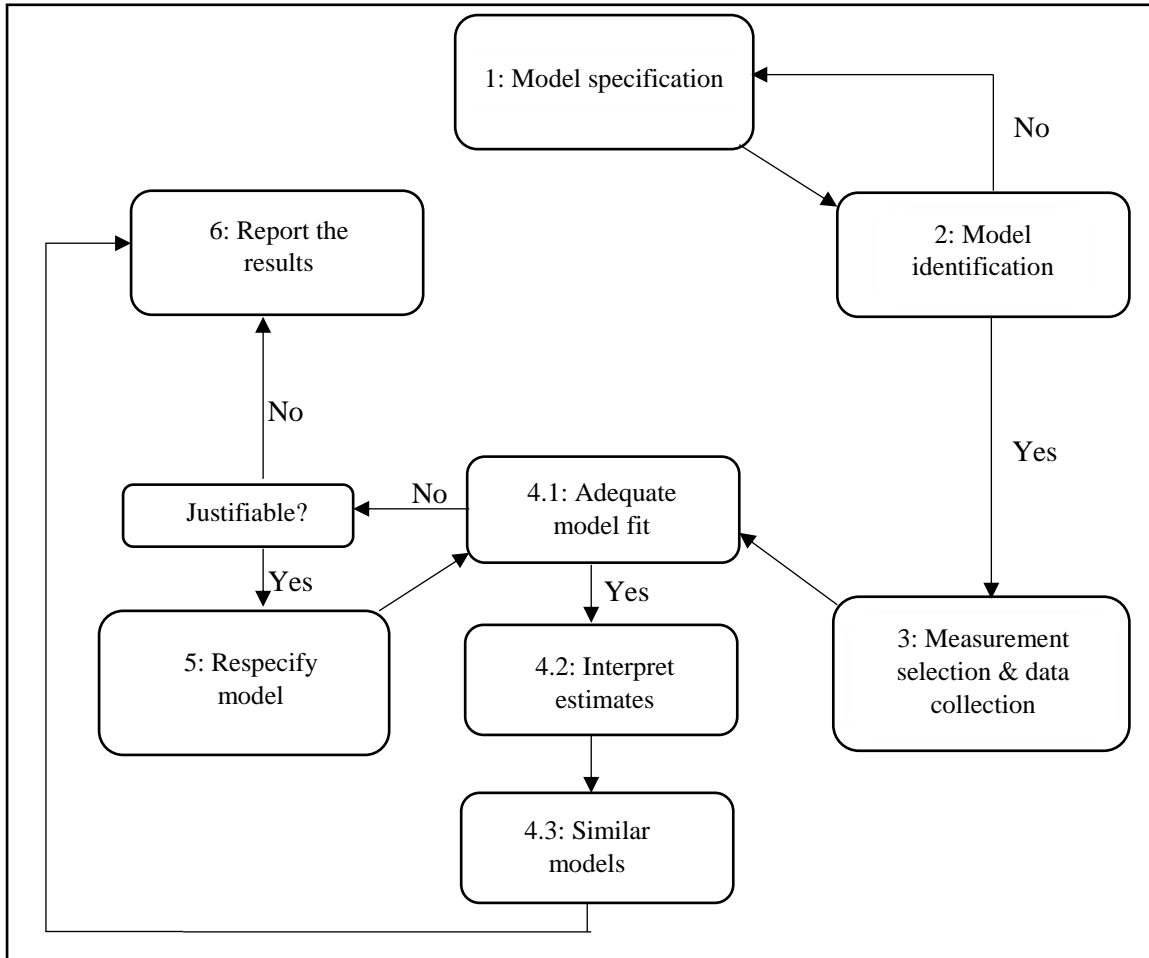 1: Model specification
No
2: Model
identification
6: Report the
results
No
Yes
Justifiable?
No
4.1: Adequate
model fit
Yes
Yes
5: Respecify
model
4.2: Interpret
estimates
3: Measurement
selection & data
collection
4.3: Similar
models